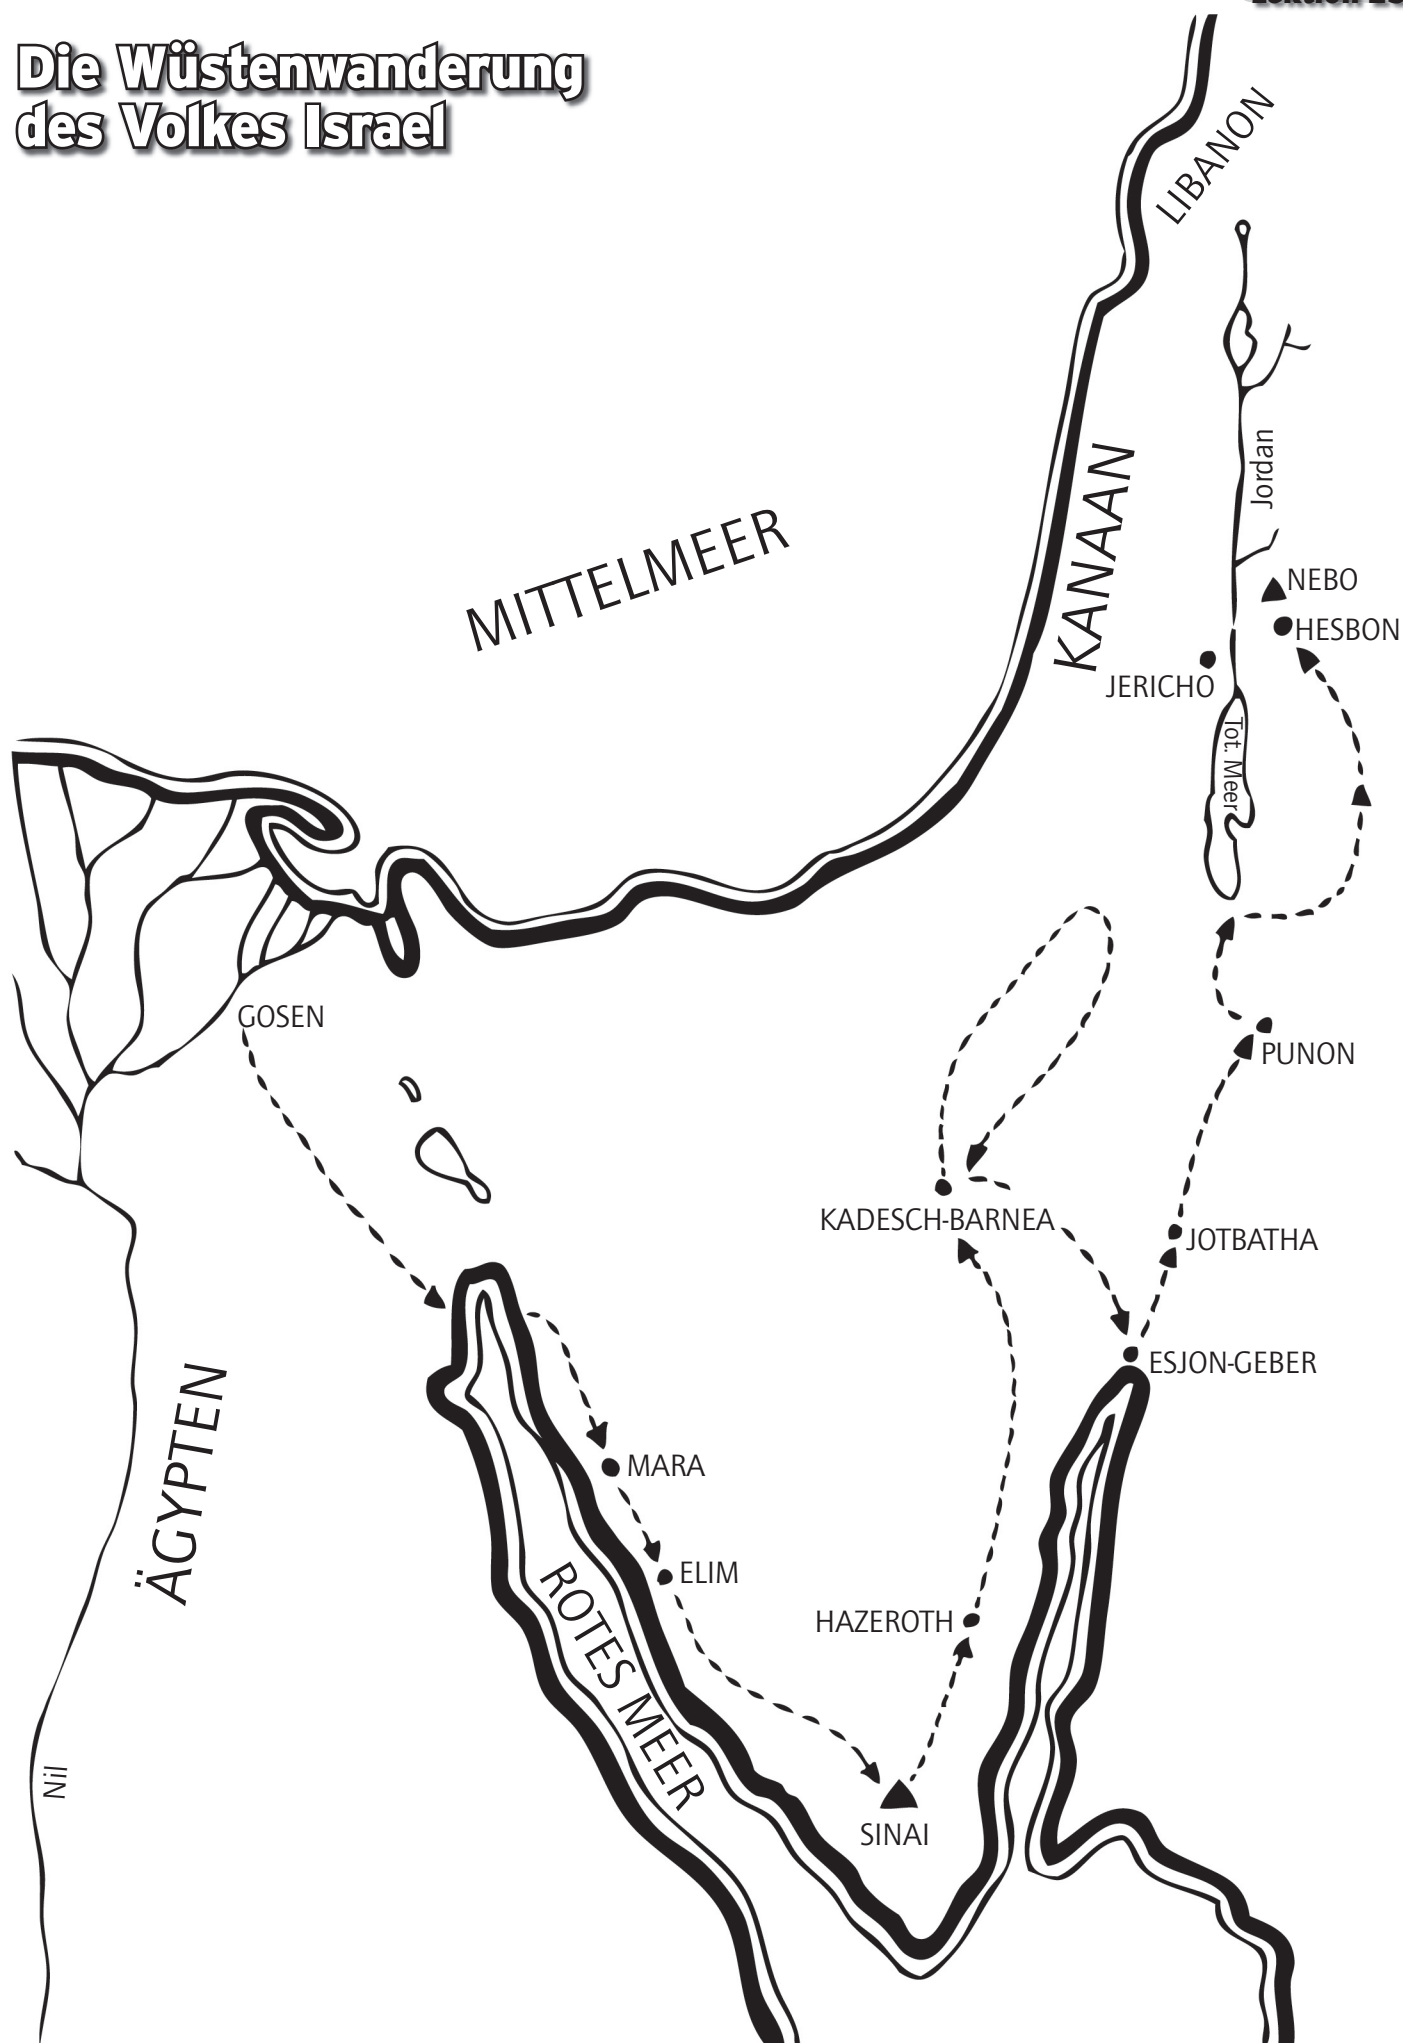 Die Wüstenwanderung
des Volkes Israel
LIBANON
KANAAN
Jordan
MITTELMEER
NEBO
HESBON
JERICHO
Tot. Meer
GOSEN
PUNON
KADESCH-BARNEA
JOTBATHA
ESJON-GEBER
ÄGYPTEN
MARA
ELIM
HAZEROTH
ROTES MEER
Nil
SINAI